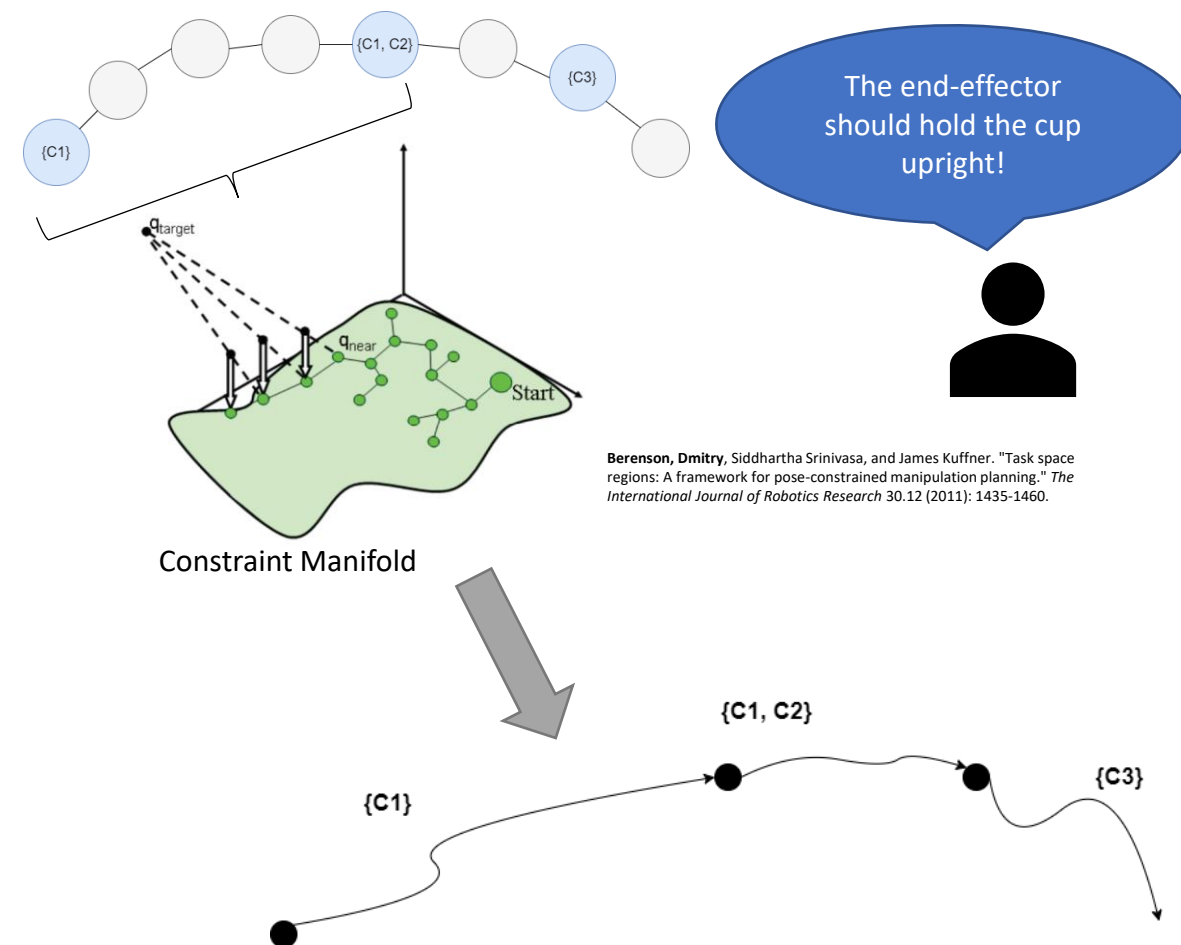 {C1}
{C1, C2}
{C3}
The end-effector
should hold the cup
upright!
q_target
q_near
Start
Berenson, Dmitry, Siddhartha Srinivasa, and James Kuffner. "Task space
regions: A framework for pose-constrained manipulation planning." The
International Journal of Robotics Research 30.12 (2011): 1435-1460.
Constraint Manifold
{C1}
{C1, C2}
{C3}